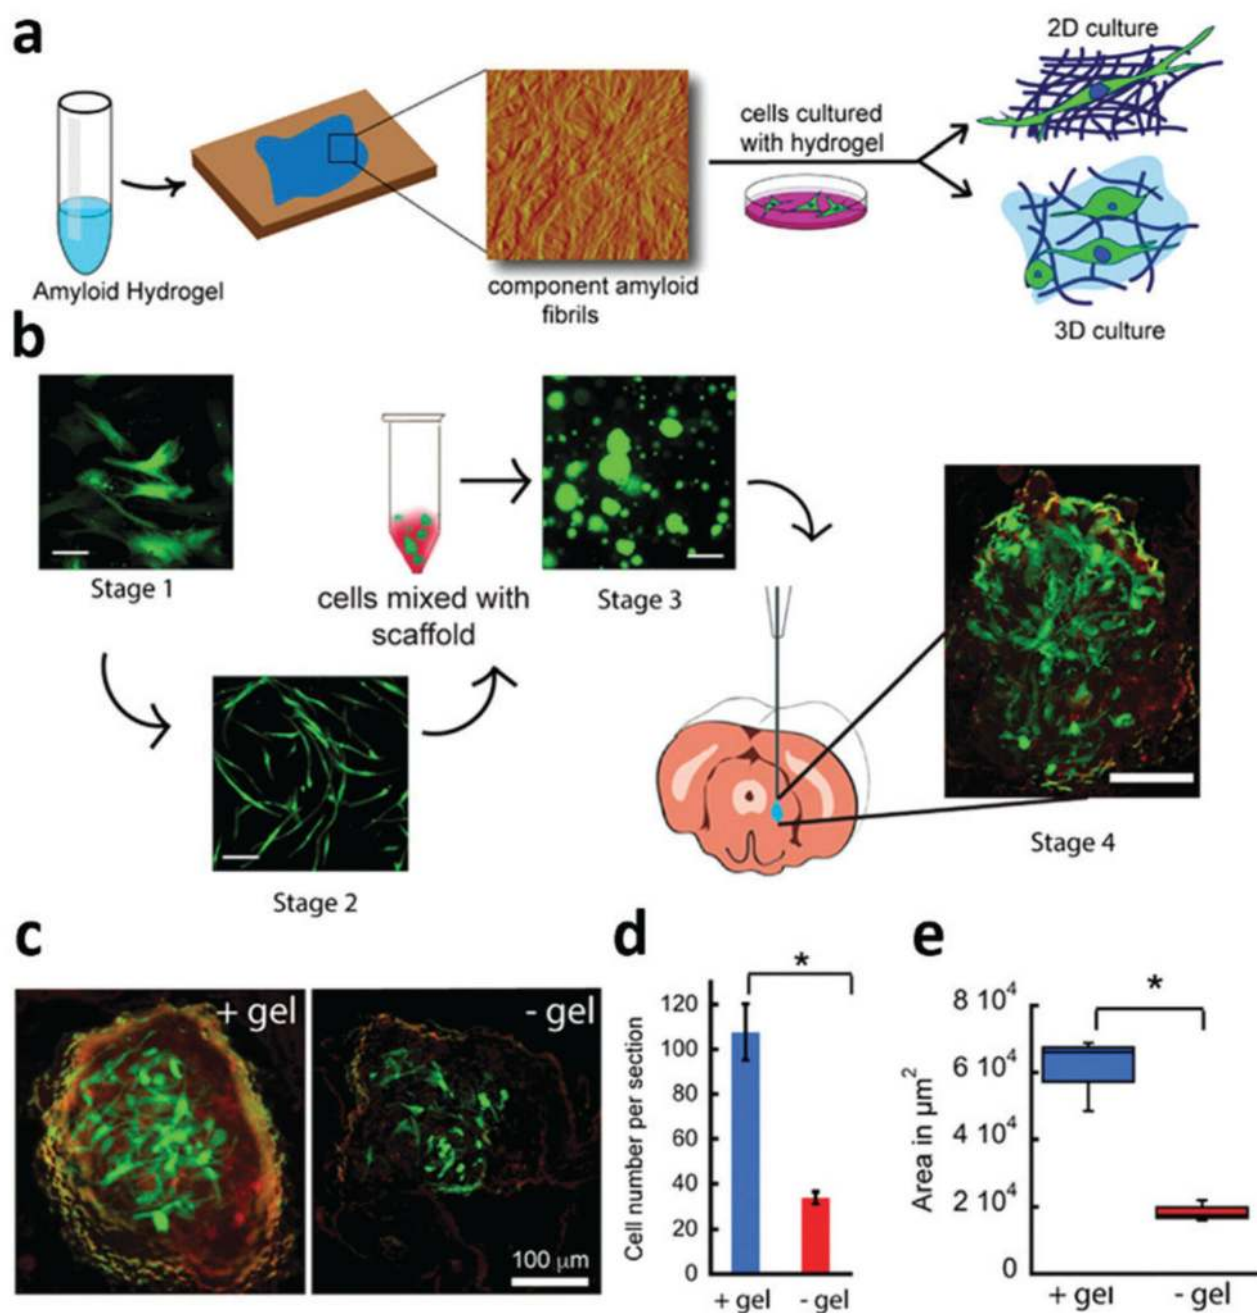 a
2D culture
cells cultured
with hydrogel
Amyloid Hydrogel
component amyloid
fibrils
3D culture
b
Stage 1
cells mixed with
scaffold
Stage 3
Stage 2
Stage 4
c
+ gel
- gel
100 μm
d
*
Cell number per section
120
100
80
60
40
20
0
+ gel
- gel
e
*
Area in μm²
8 10⁴
6 10⁴
4 10⁴
2 10⁴
0
+ gel
- gel